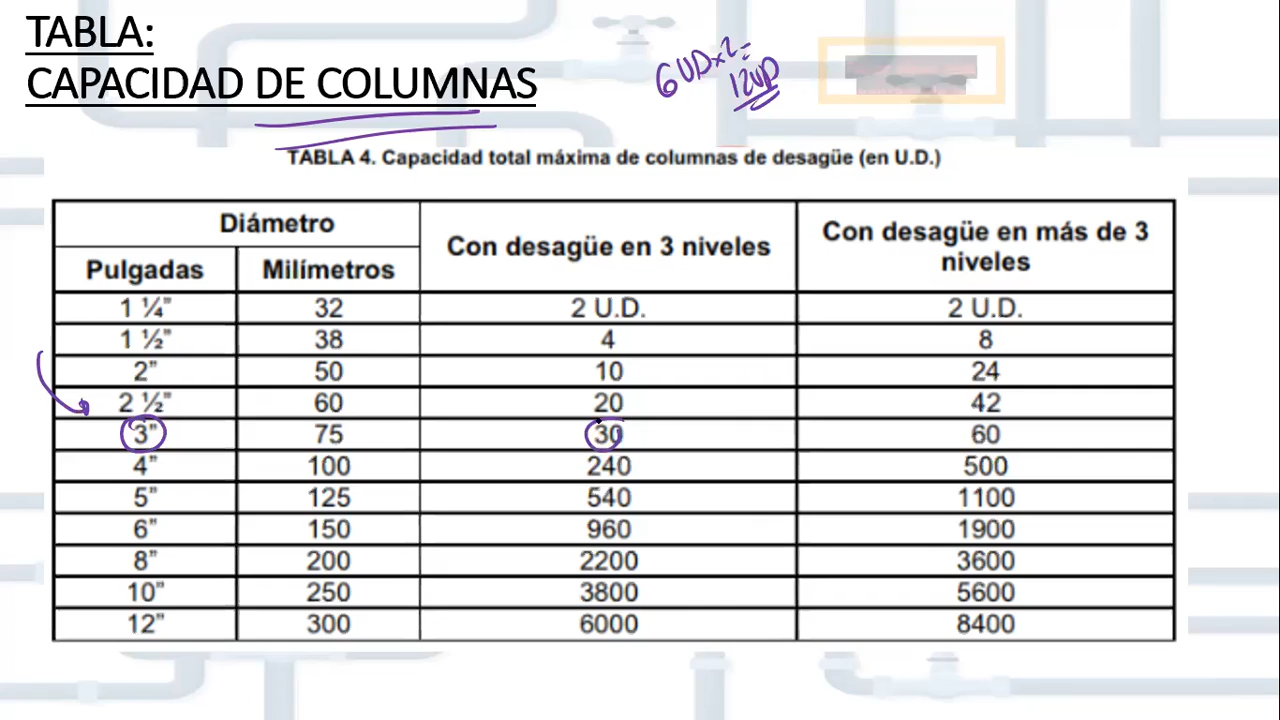 TABLA:
CAPACIDAD DE COLUMNAS
6UD x 2 =
12UD
TABLA 4. Capacidad total máxima de columnas de desagüe (en U.D.)
Diámetro Con desagüe en 3 niveles Con desagüe en más de 3 niveles
Pulgadas Milímetros
1 ¼” 32 2 U.D. 2 U.D.
1 ½” 38 4 8
2” 50 10 24
2 ½” 60 20 42
3” 75 30 60
4” 100 240 500
5” 125 540 1100
6” 150 960 1900
8” 200 2200 3600
10” 250 3800 5600
12” 300 6000 8400